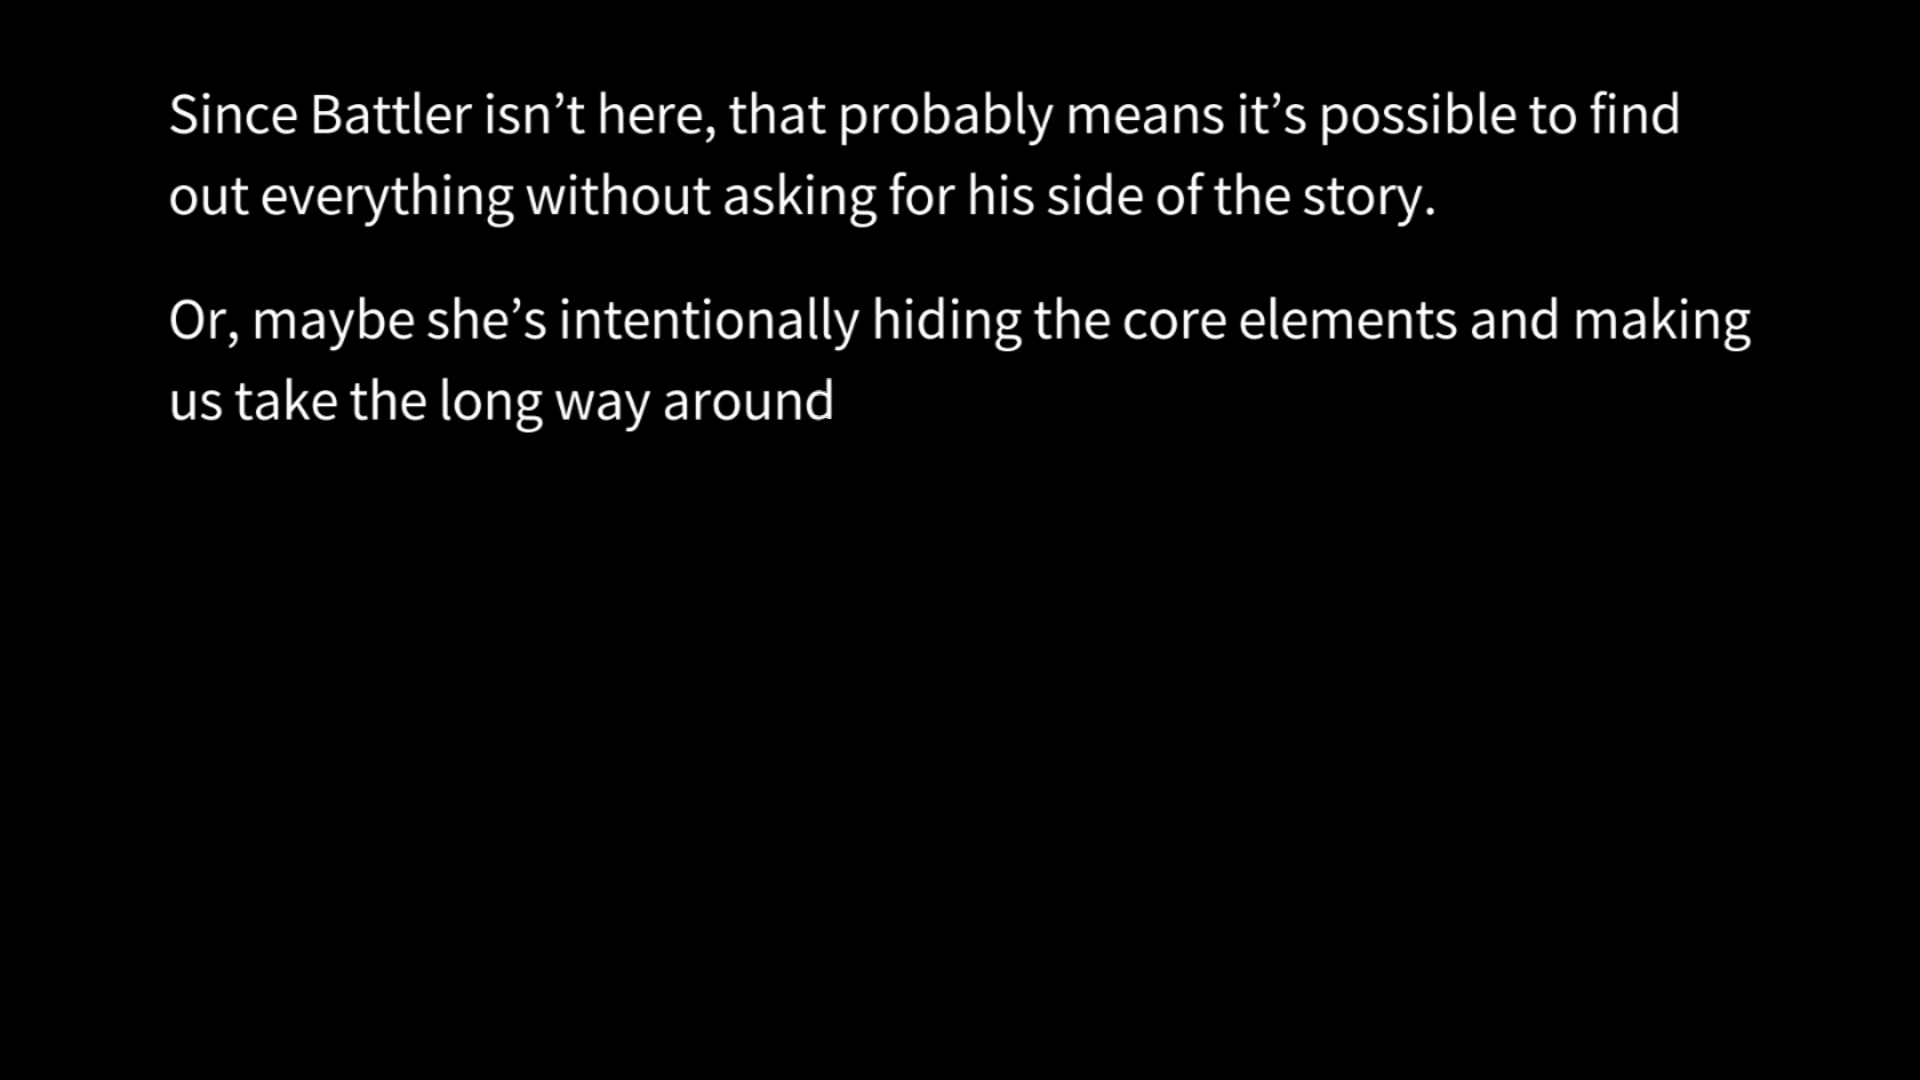 Since Battler isn’t here, that probably means it’s possible to find
out everything without asking for his side of the story.
Or, maybe she’s intentionally hiding the core elements and making
us take the long way around